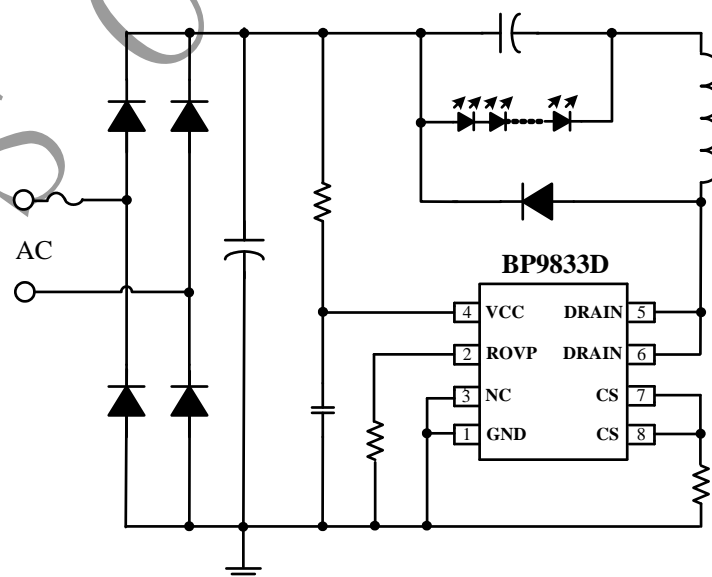 AC
BP9833D
4 VCC DRAIN 5
2 ROVP DRAIN 6
3 NC CS 7
1 GND CS 8